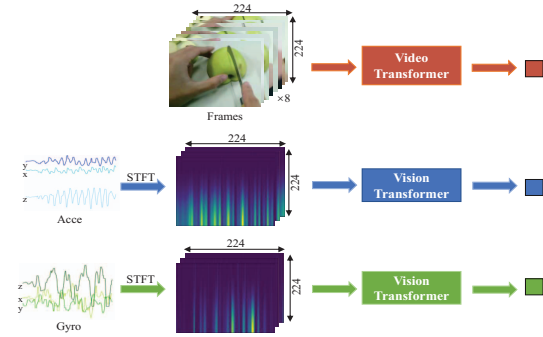 224
224
×8
Frames
Video
Transformer
224
y
x
z
STFT
224
Acce
Vision
Transformer
224
z
x
y
STFT
224
Gyro
Vision
Transformer